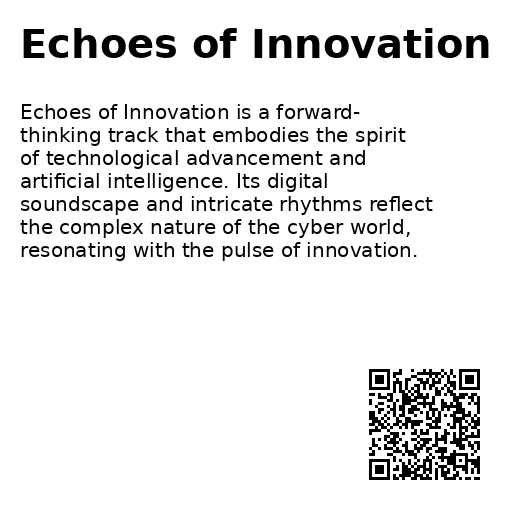 Echoes of Innovation
Echoes of Innovation is a forward-
thinking track that embodies the spirit
of technological advancement and
artificial intelligence. Its digital
soundscape and intricate rhythms reflect
the complex nature of the cyber world,
resonating with the pulse of innovation.